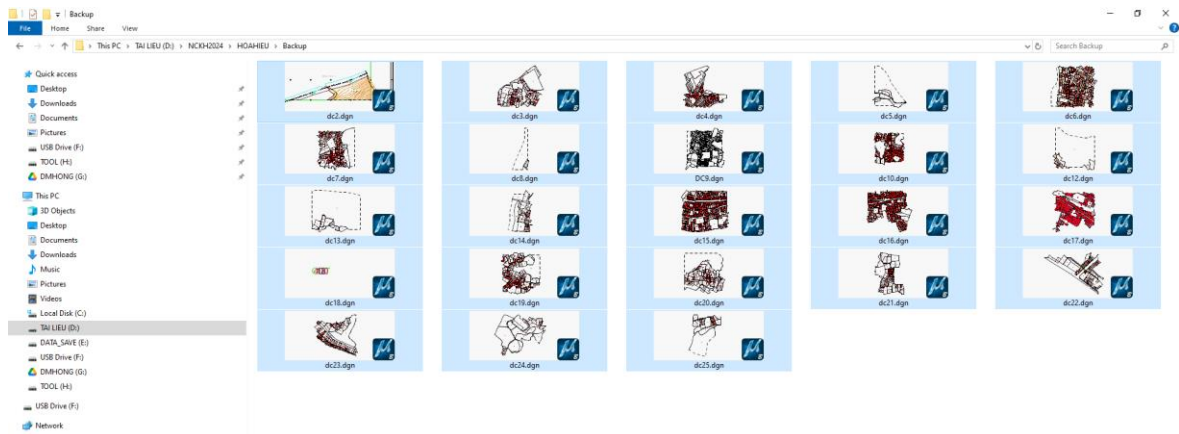 Backup
File Home Share View
This PC > TAI LIEU (D:) > NCKH2024 > HOAHIEU > Backup
Search Backup
Quick access
Desktop
Downloads
Documents
Pictures
USB Drive (F:)
TOOL (H:)
DMHONG (G:)
This PC
3D Objects
Desktop
Documents
Downloads
Music
Pictures
Videos
Local Disk (C:)
TAI LIEU (D:)
DATA_SAVE (E:)
USB Drive (F:)
DMHONG (G:)
TOOL (H:)
USB Drive (F:)
Network
dc2.dgn dc3.dgn dc4.dgn dc5.dgn dc6.dgn
dc7.dgn dc8.dgn DC9.dgn dc10.dgn dc12.dgn
dc13.dgn dc14.dgn dc15.dgn dc16.dgn dc17.dgn
dc18.dgn dc19.dgn dc20.dgn dc21.dgn dc22.dgn
dc23.dgn dc24.dgn dc25.dgn